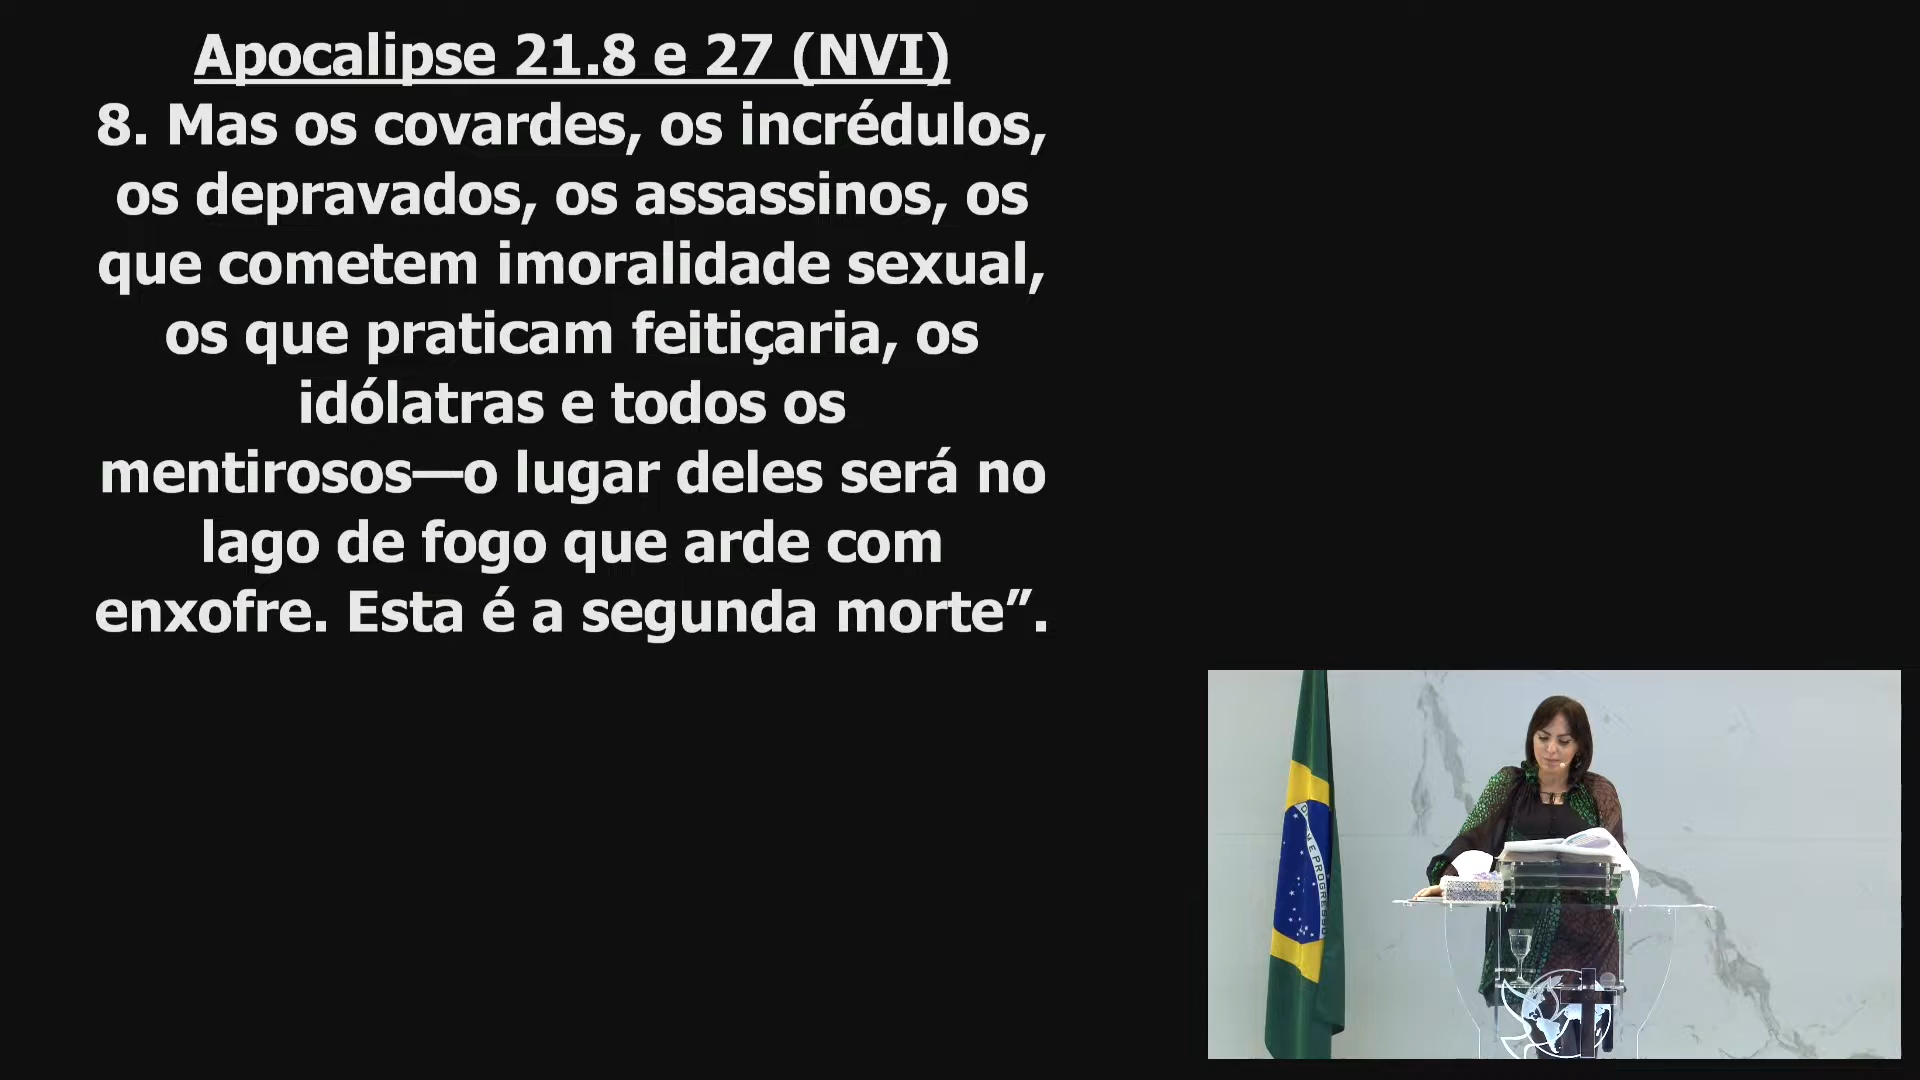 Apocalipse 21.8 e 27 (NVI)
8. Mas os covardes, os incrédulos,
os depravados, os assassinos, os
que cometem imoralidade sexual,
os que praticam feitiçaria, os
idólatras e todos os
mentirosos—o lugar deles será no
lago de fogo que arde com
enxofre. Esta é a segunda morte”.
E PROGRESSO